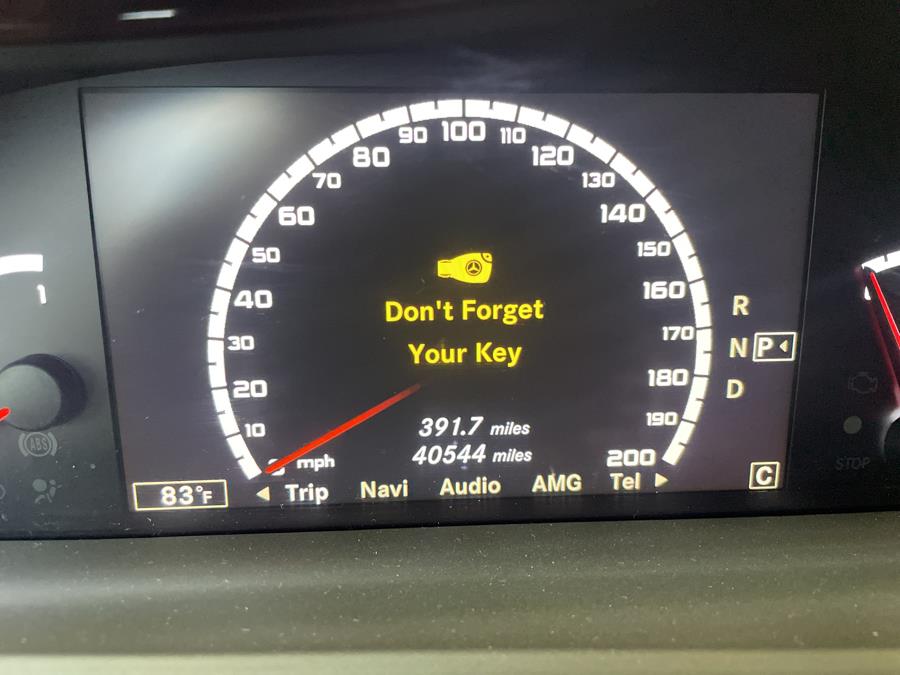 90 100 110
80 120
70 130
60 140
50 150
40 160
30 170
20 180
10 190
mph 200
Don't Forget
Your Key
391.7 miles
40544 miles
R
N P
D
83°F
Trip Navi Audio AMG Tel
C
1
ABS
STOP